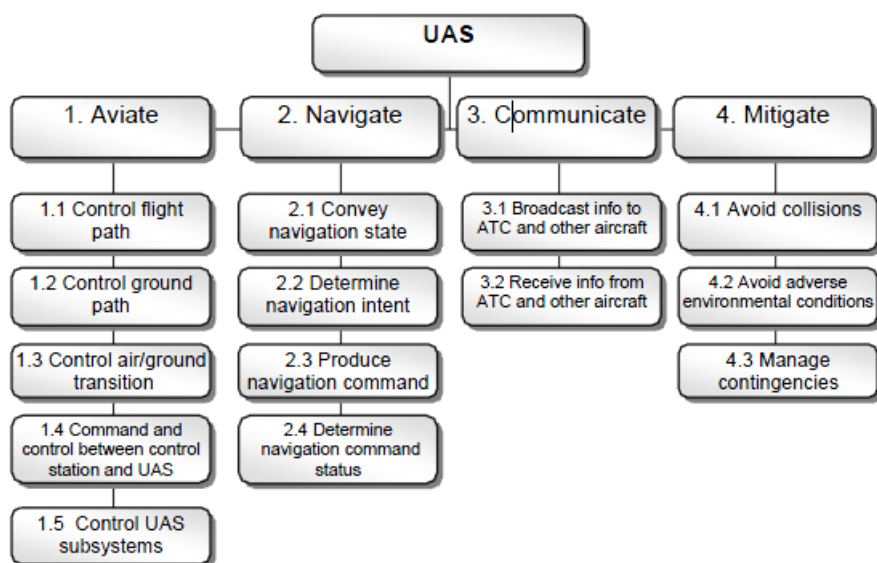 UAS
1. Aviate
2. Navigate
3. Communicate
4. Mitigate
1.1 Control flight
path
1.2 Control ground
path
1.3 Control air/ground
transition
1.4 Command and
control between control
station and UAS
1.5 Control UAS
subsystems
2.1 Convey
navigation state
2.2 Determine
navigation intent
2.3 Produce
navigation command
2.4 Determine
navigation command
status
3.1 Broadcast info to
ATC and other aircraft
3.2 Receive info from
ATC and other aircraft
4.1 Avoid collisions
4.2 Avoid adverse
environmental conditions
4.3 Manage
contingencies